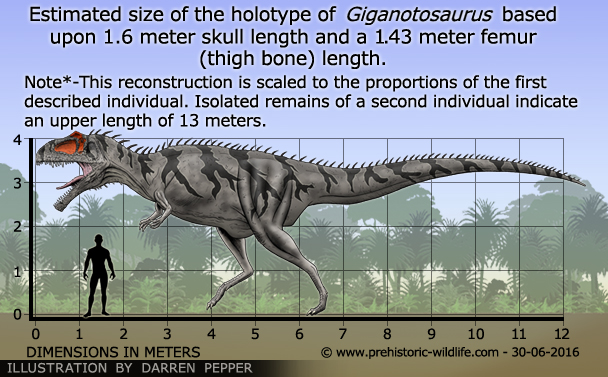 Estimated size of the holotype of Giganotosaurus based
upon 1.6 meter skull length and a 1.43 meter femur
(thigh bone) length.
Note*-This reconstruction is scaled to the proportions of the first
described individual. Isolated remains of a second individual indicate
an upper length of 13 meters.
4
3
2
1
0
0 1 2 3 4 5 6 7 8 9 10 11 12
DIMENSIONS IN METERS © www.prehistoric-wildlife.com - 30-06-2016
ILLUSTRATION BY DARREN PEPPER